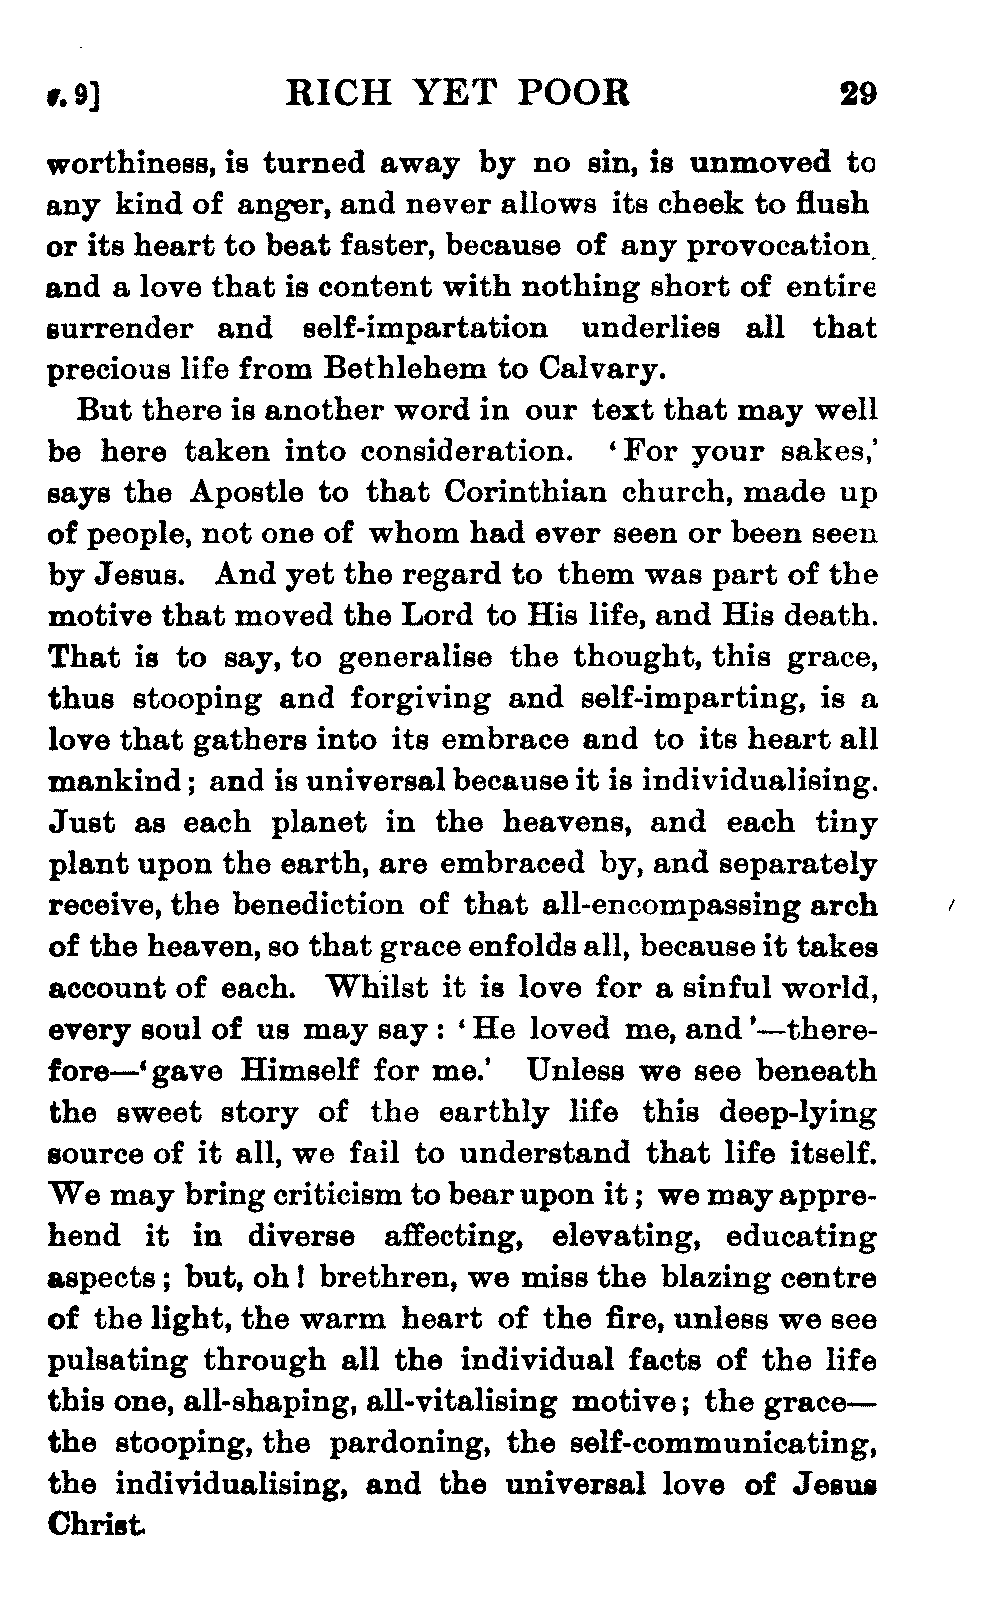 v. 9] RICH YET POOR 29
worthiness, is turned away by no sin, is unmoved to
any kind of anger, and never allows its cheek to flush
or its heart to beat faster, because of any provocation.
and a love that is content with nothing short of entire
surrender and self-impartation underlies all that
precious life from Bethlehem to Calvary.
But there is another word in our text that may well
be here taken into consideration. ‘For your sakes,’
says the Apostle to that Corinthian church, made up
of people, not one of whom had ever seen or been seen
by Jesus. And yet the regard to them was part of the
motive that moved the Lord to His life, and His death.
That is to say, to generalise the thought, this grace,
thus stooping and forgiving and self-imparting, is a
love that gathers into its embrace and to its heart all
mankind; and is universal because it is individualising.
Just as each planet in the heavens, and each tiny
plant upon the earth, are embraced by, and separately
receive, the benediction of that all-encompassing arch
of the heaven, so that grace enfolds all, because it takes
account of each. Whilst it is love for a sinful world,
every soul of us may say: ‘He loved me, and’—there-
fore—‘gave Himself for me.’ Unless we see beneath
the sweet story of the earthly life this deep-lying
source of it all, we fail to understand that life itself.
We may bring criticism to bear upon it; we may appre-
hend it in diverse affecting, elevating, educating
aspects; but, oh! brethren, we miss the blazing centre
of the light, the warm heart of the fire, unless we see
pulsating through all the individual facts of the life
this one, all-shaping, all-vitalising motive; the grace—
the stooping, the pardoning, the self-communicating,
the individualising, and the universal love of Jesus
Christ.